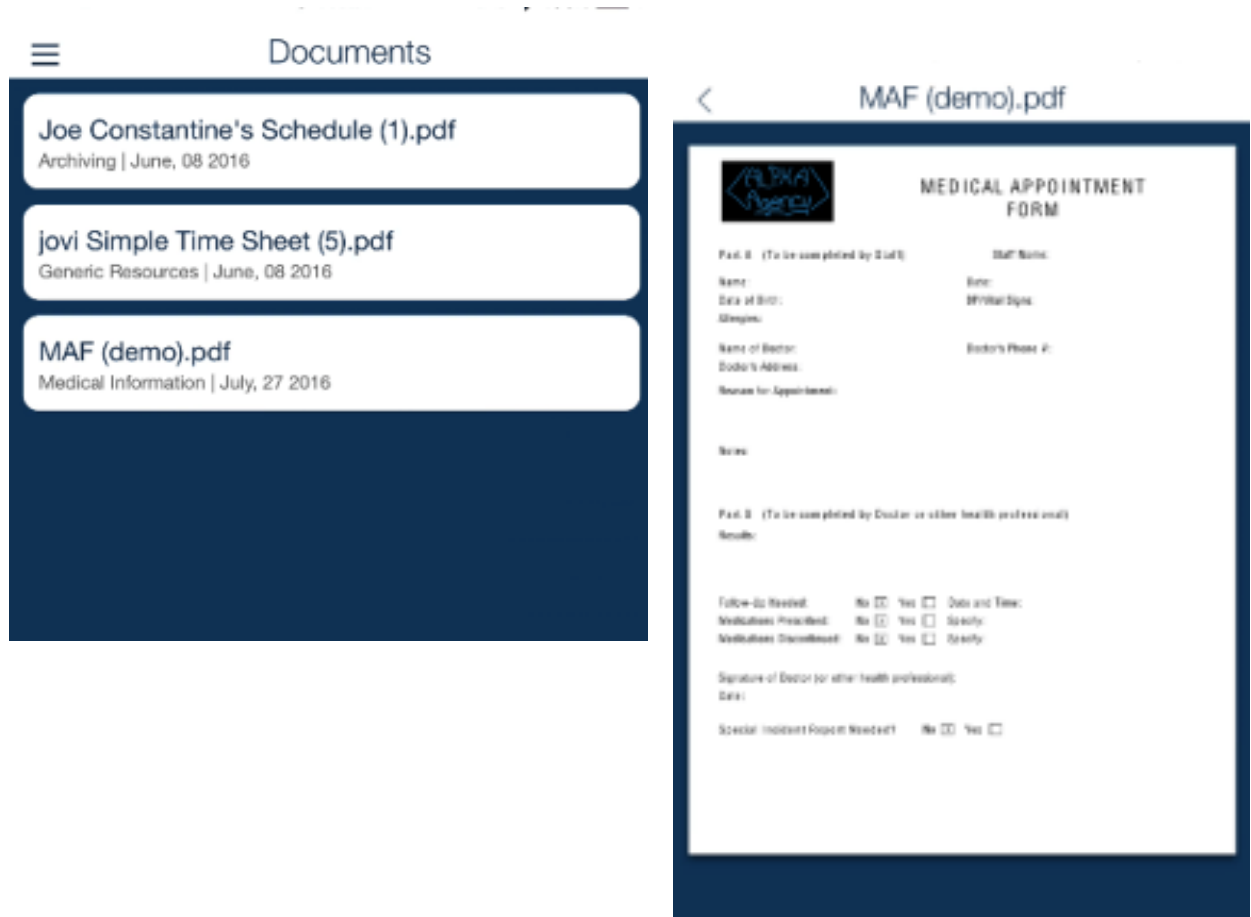 Documents
Joe Constantine's Schedule (1).pdf
Archiving | June, 08 2016
jovi Simple Time Sheet (5).pdf
Generic Resources | June, 08 2016
MAF (demo).pdf
Medical Information | July, 27 2016
MAF (demo).pdf
ALPHA
Agency
MEDICAL APPOINTMENT
FORM
(To be completed by Staff) Staff Name:
Name: Date:
Date of Birth: BP/Vital Signs:
Allergies:
Name of Doctor: Doctor's Phone #:
Doctor's Address:
Reason for Appointment:
Notes:
Part B (To be completed by Doctor or other health professional)
Results:
Follow-Up Needed: No Yes Date and Time:
Medications Prescribed: No Yes Specify:
Medications Discontinued: No Yes Specify:
Signature of Doctor (or other health professional):
Date:
Special Incident Report Needed? No Yes